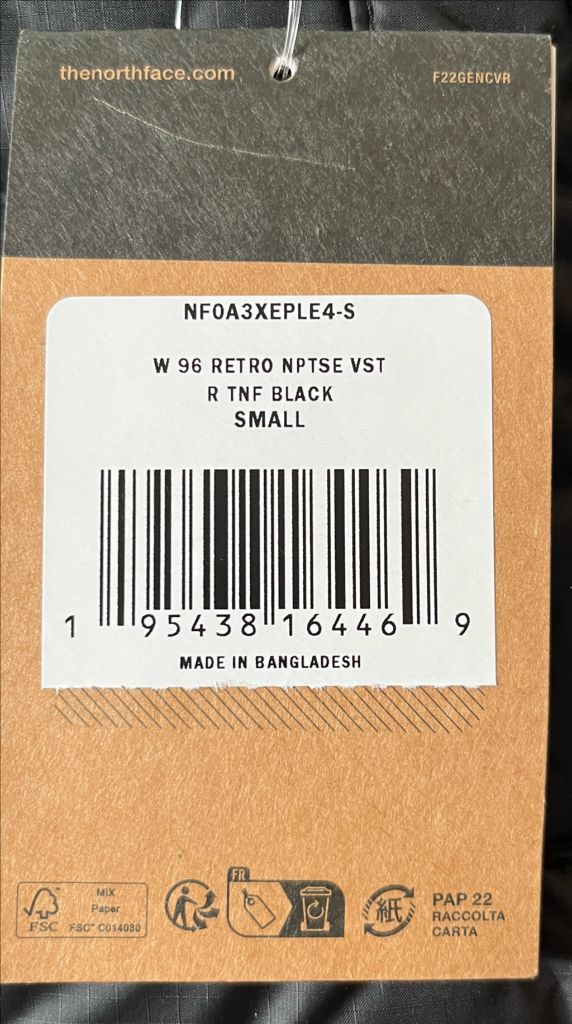 thenorthface.com
F22GENCVR
NF0A3XEPLE4-S
W 96 RETRO NPTSE VST
R TNF BLACK
SMALL
1 95438 16446 9
MADE IN BANGLADESH
FR
MIX
Paper
FSC™ C014030
FSC
紙
PAP 22
RACCOLTA
CARTA